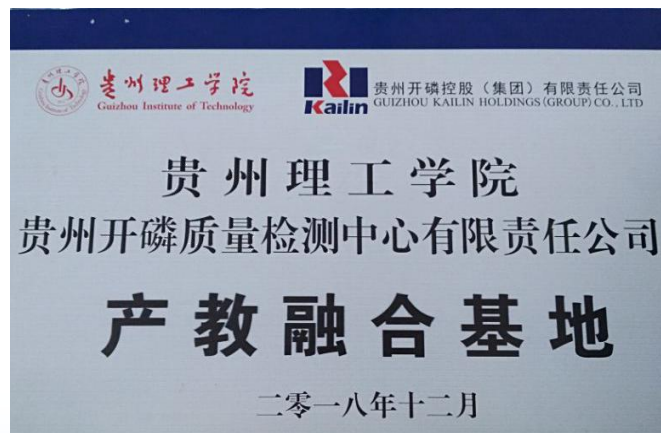 贵州理工学院
Guizhou Institute of Technology
Kailin
贵州开磷控股（集团）有限责任公司
GUIZHOU KAILIN HOLDINGS(GROUP) CO., LTD
贵州理工学院
贵州开磷质量检测中心有限责任公司
产教融合基地
二零一八年十二月